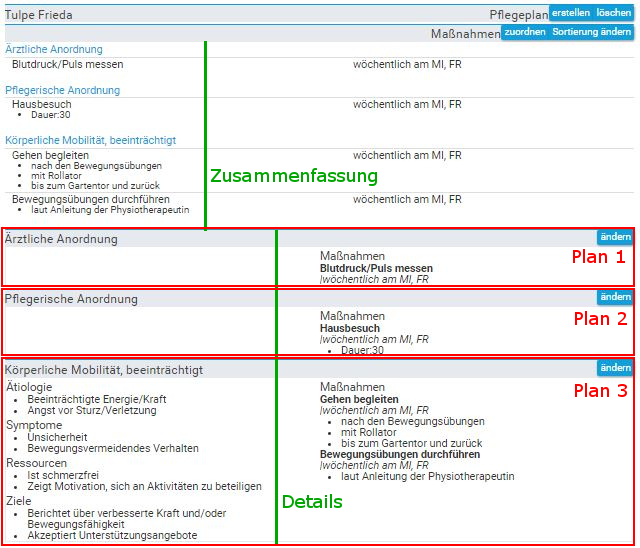 Tulpe Frieda Pflegeplan erstellen löschen
Maßnahmen zuordnen Sortierung ändern
Ärztliche Anordnung
Blutdruck/Puls messen wöchentlich am MI, FR
Pflegerische Anordnung
Hausbesuch wöchentlich am MI, FR
• Dauer:30
Körperliche Mobilität, beeinträchtigt
Gehen begleiten wöchentlich am MI, FR
• nach den Bewegungsübungen
• mit Rollator
• bis zum Gartentor und zurück
Zusammenfassung
Bewegungsübungen durchführen wöchentlich am MI, FR
• laut Anleitung der Physiotherapeutin
Ärztliche Anordnung ändern
Maßnahmen
Plan 1
Blutdruck/Puls messen
|wöchentlich am MI, FR
Pflegerische Anordnung ändern
Maßnahmen
Plan 2
Hausbesuch
|wöchentlich am MI, FR
• Dauer:30
Körperliche Mobilität, beeinträchtigt ändern
Ätiologie
• Beeinträchtigte Energie/Kraft
• Angst vor Sturz/Verletzung
Symptome
• Unsicherheit
• Bewegungsvermeidendes Verhalten
Ressourcen
• Ist schmerzfrei
• Zeigt Motivation, sich an Aktivitäten zu beteiligen
Ziele
• Berichtet über verbesserte Kraft und/oder
Bewegungsfähigkeit
• Akzeptiert Unterstützungsangebote
Maßnahmen
Plan 3
Gehen begleiten
|wöchentlich am MI, FR
• nach den Bewegungsübungen
• mit Rollator
• bis zum Gartentor und zurück
Bewegungsübungen durchführen
|wöchentlich am MI, FR
• laut Anleitung der Physiotherapeutin
Details